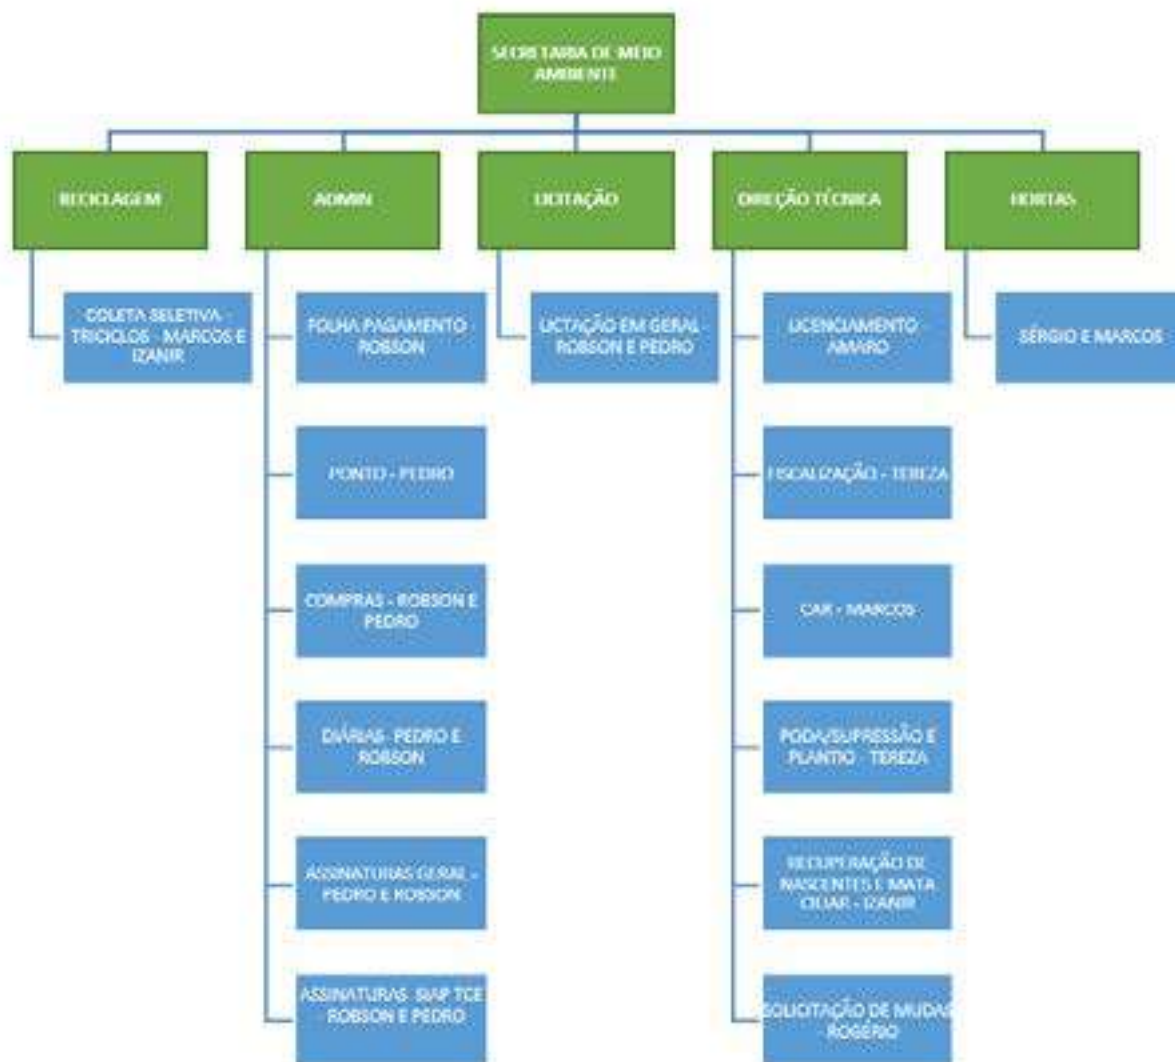 SECRETARIA DE MEIO
AMBIENTE
RECICLAGEM
ADMIN
LICITAÇÃO
DIREÇÃO TÉCNICA
HORTAS
COLETA SELETIVA -
TRICICLOS - MARCOS E
IZANIR
FOLHA PAGAMENTO
ROBSON
PONTO - PEDRO
COMPRAS - ROBSON E
PEDRO
DIÁRIAS- PEDRO E
ROBSON
ASSINATURAS GERAL -
PEDRO E ROBSON
ASSINATURAS SIAP TCE
ROBSON E PEDRO
LICTAÇÃO EM GERAL -
ROBSON E PEDRO
LICENCIAMENTO
AMARO
FISCALIZAÇÃO - TEREZA
CAR - MARCOS
PODA/SUPRESSÃO E
PLANTIO - TEREZA
RECUPERAÇÃO DE
NASCENTES E MATA
CILIAR - IZANIR
SOLICITAÇÃO DE MUDAS
- ROGÉRIO
SÉRGIO E MARCOS